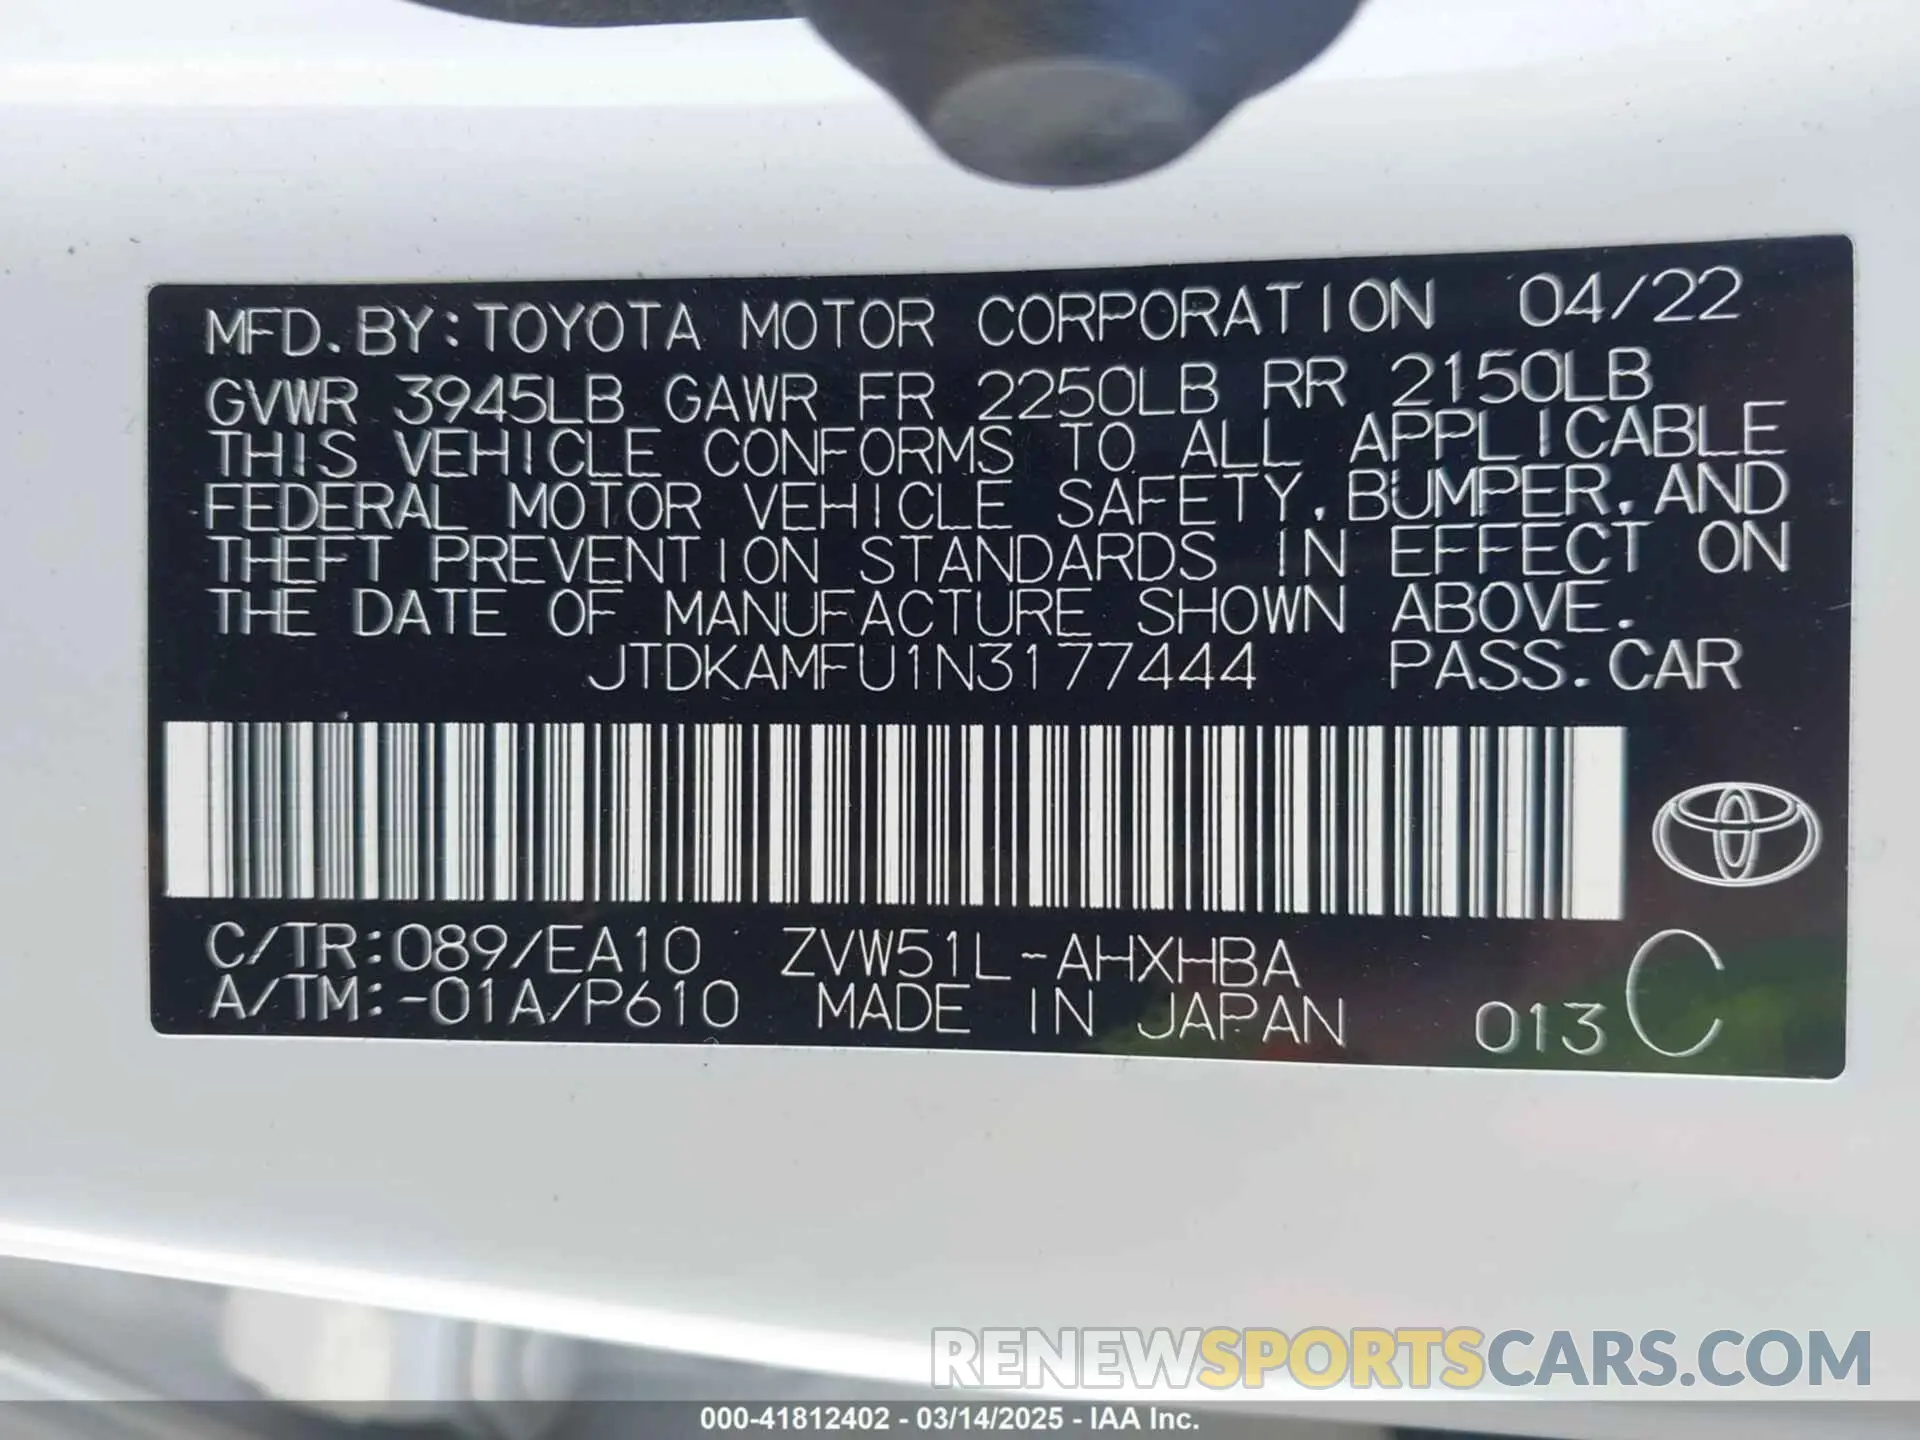 MFD. BY: TOYOTA MOTOR CORPORATION 04/22
GVWR 3945LB GAWR FR 2250LB RR 2150LB
THIS VEHICLE CONFORMS TO ALL APPLICABLE
FEDERAL MOTOR VEHICLE SAFETY, BUMPER, AND
THEFT PREVENTION STANDARDS IN EFFECT ON
THE DATE OF MANUFACTURE SHOWN ABOVE.
JTDKAMFU1N3177444 PASS. CAR
C/TR:089/EA10 ZVW51L-AHXHBA
A/TM:-01A/P610 MADE IN JAPAN 013 C
RENEWSPORTSCARS.COM
000-41812402 - 03/14/2025 - IAA Inc.